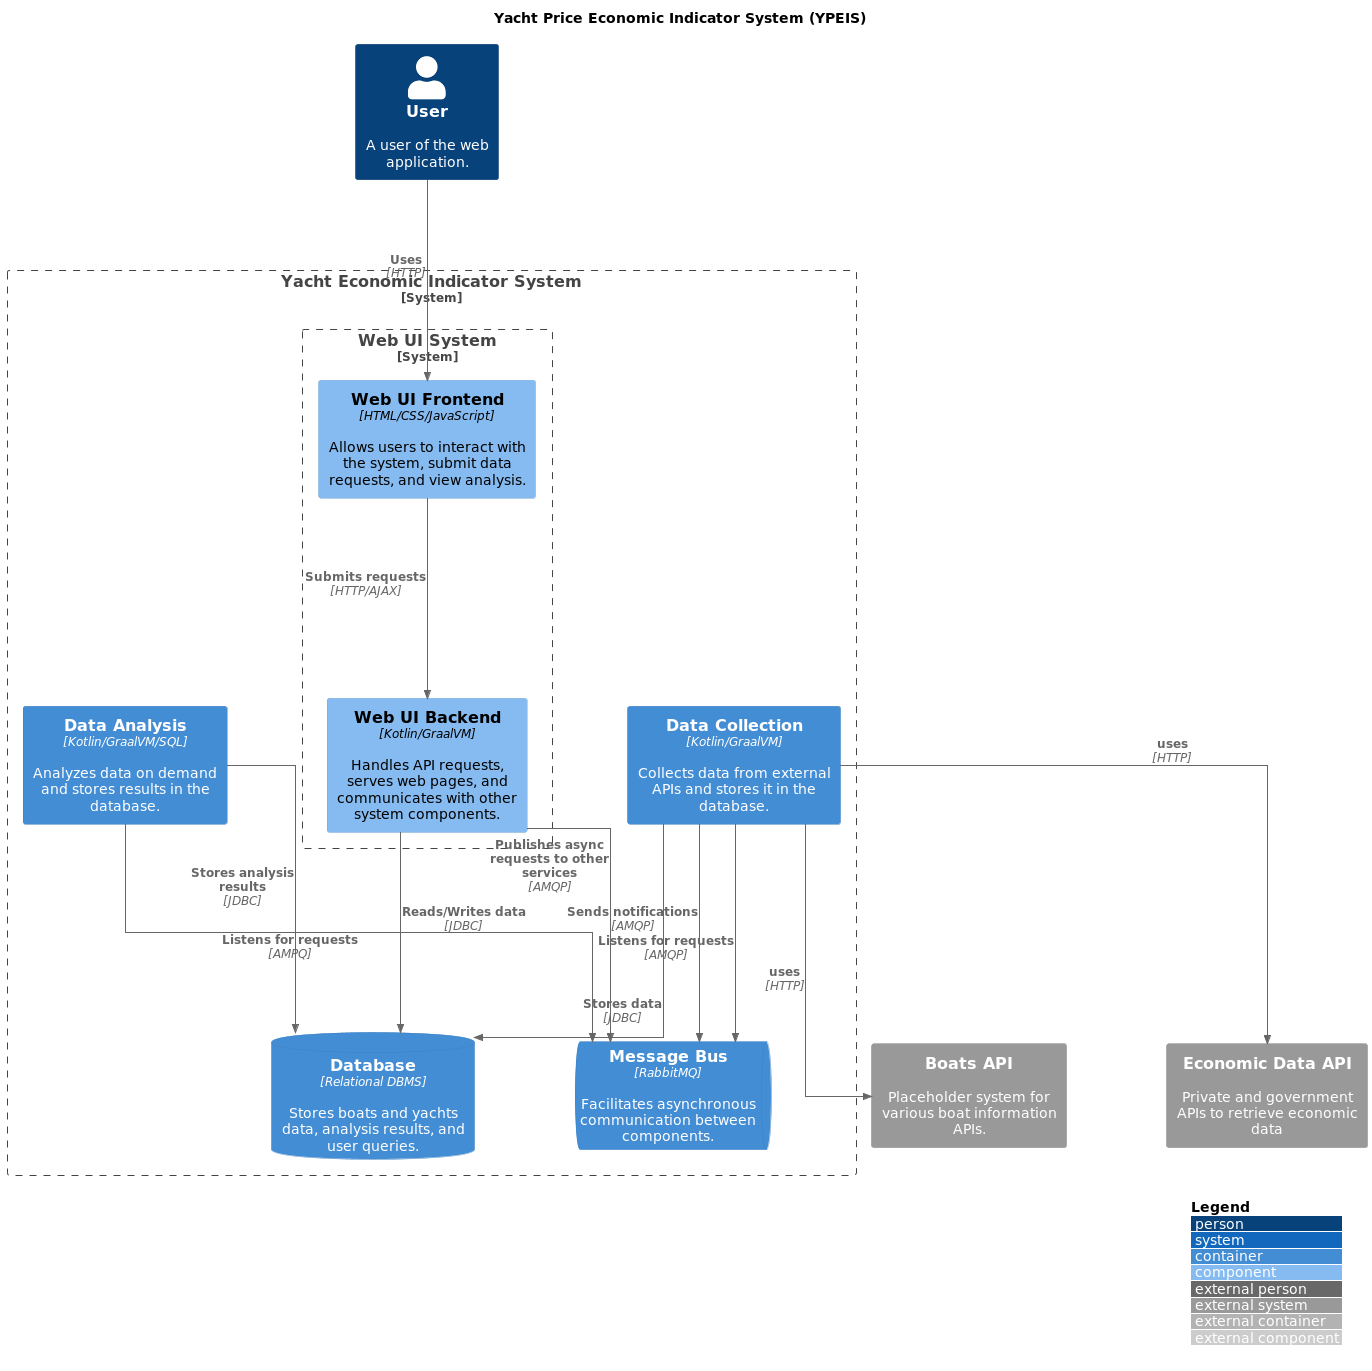 Yacht Price Economic Indicator System (YPEIS)
User
A user of the web
application.
Uses
[HTTP]
Yacht Economic Indicator System
[System]
Web UI System
[System]
Web UI Frontend
[HTML/CSS/JavaScript]
Allows users to interact with
the system, submit data
requests, and view analysis.
Submits requests
[HTTP/AJAX]
Data Analysis
[Kotlin/GraalVM/SQL]
Analyzes data on demand
and stores results in the
database.
Web UI Backend
[Kotlin/GraalVM]
Handles API requests,
serves web pages, and
communicates with other
system components.
Data Collection
[Kotlin/GraalVM]
Collects data from external
APIs and stores it in the
database.
uses
[HTTP]
Publishes async
requests to other
services
[AMQP]
Stores analysis
results
[JDBC]
Reads/Writes data
[JDBC]
Sends notifications
[AMQP]
Listens for requests
[AMPQ]
Listens for requests
[AMQP]
uses
[HTTP]
Stores data
[JDBC]
Database
[Relational DBMS]
Stores boats and yachts
data, analysis results, and
user queries.
Message Bus
[RabbitMQ]
Facilitates asynchronous
communication between
components.
Boats API
Placeholder system for
various boat information
APIs.
Economic Data API
Private and government
APIs to retrieve economic
data
Legend
person
system
container
component
external person
external system
external container
external component